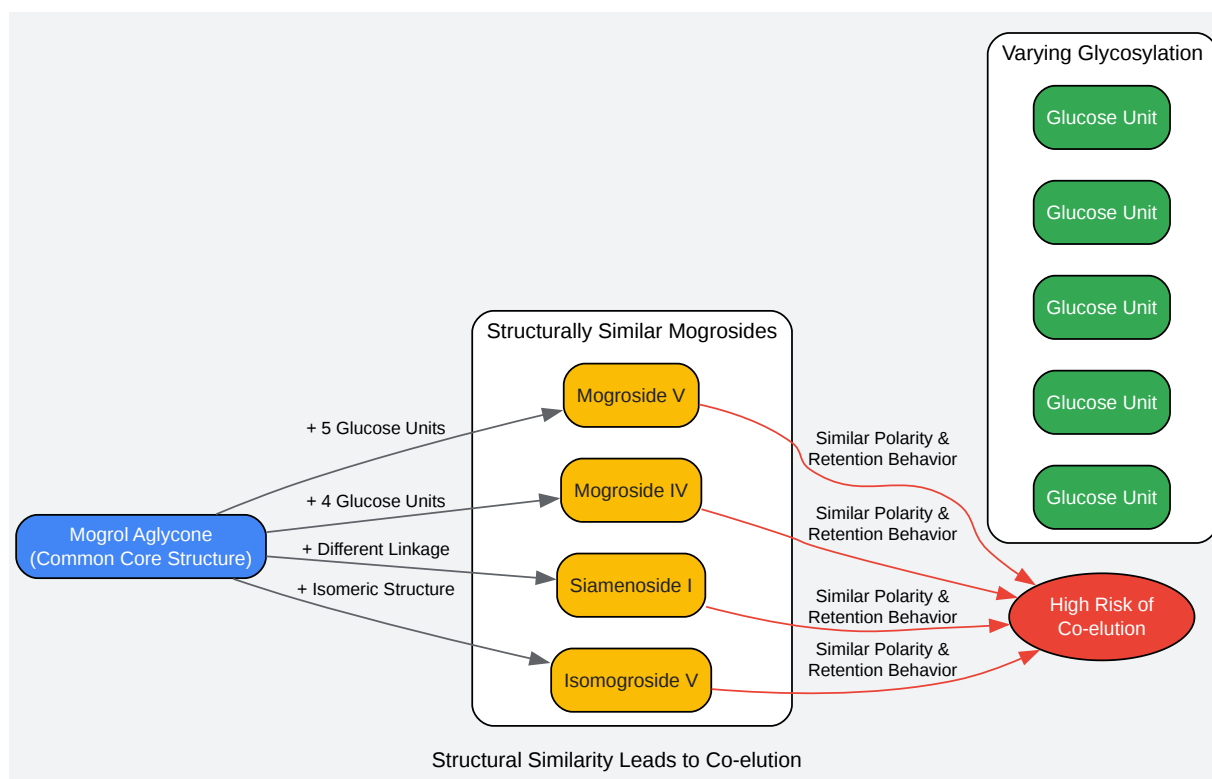 Varying Glycosylation
Glucose Unit
Glucose Unit
Glucose Unit
Glucose Unit
Glucose Unit
Structurally Similar Mogrosides
Mogroside V
Mogroside IV
Siamenoside I
Isomogroside V
Mogrol Aglycone
(Common Core Structure)
+ 5 Glucose Units
+ 4 Glucose Units
+ Different Linkage
+ Isomeric Structure
Similar Polarity &
Retention Behavior
Similar Polarity &
Retention Behavior
Similar Polarity &
Retention Behavior
Similar Polarity &
Retention Behavior
High Risk of
Co-elution
Structural Similarity Leads to Co-elution